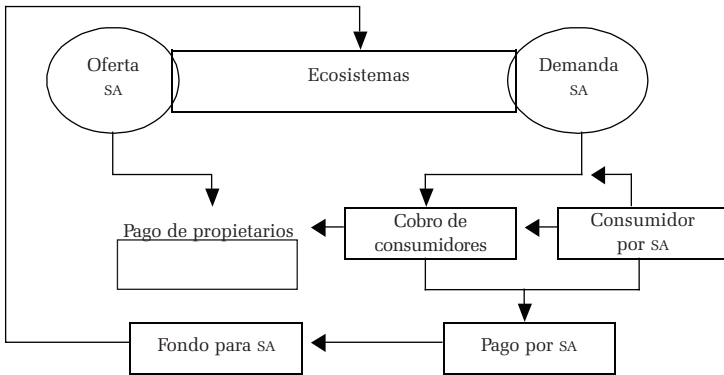 Oferta
SA
Ecosistemas
Demanda
SA
Pago de propietarios
Cobro de
consumidores
Consumidor
por SA
Fondo para SA
Pago por SA